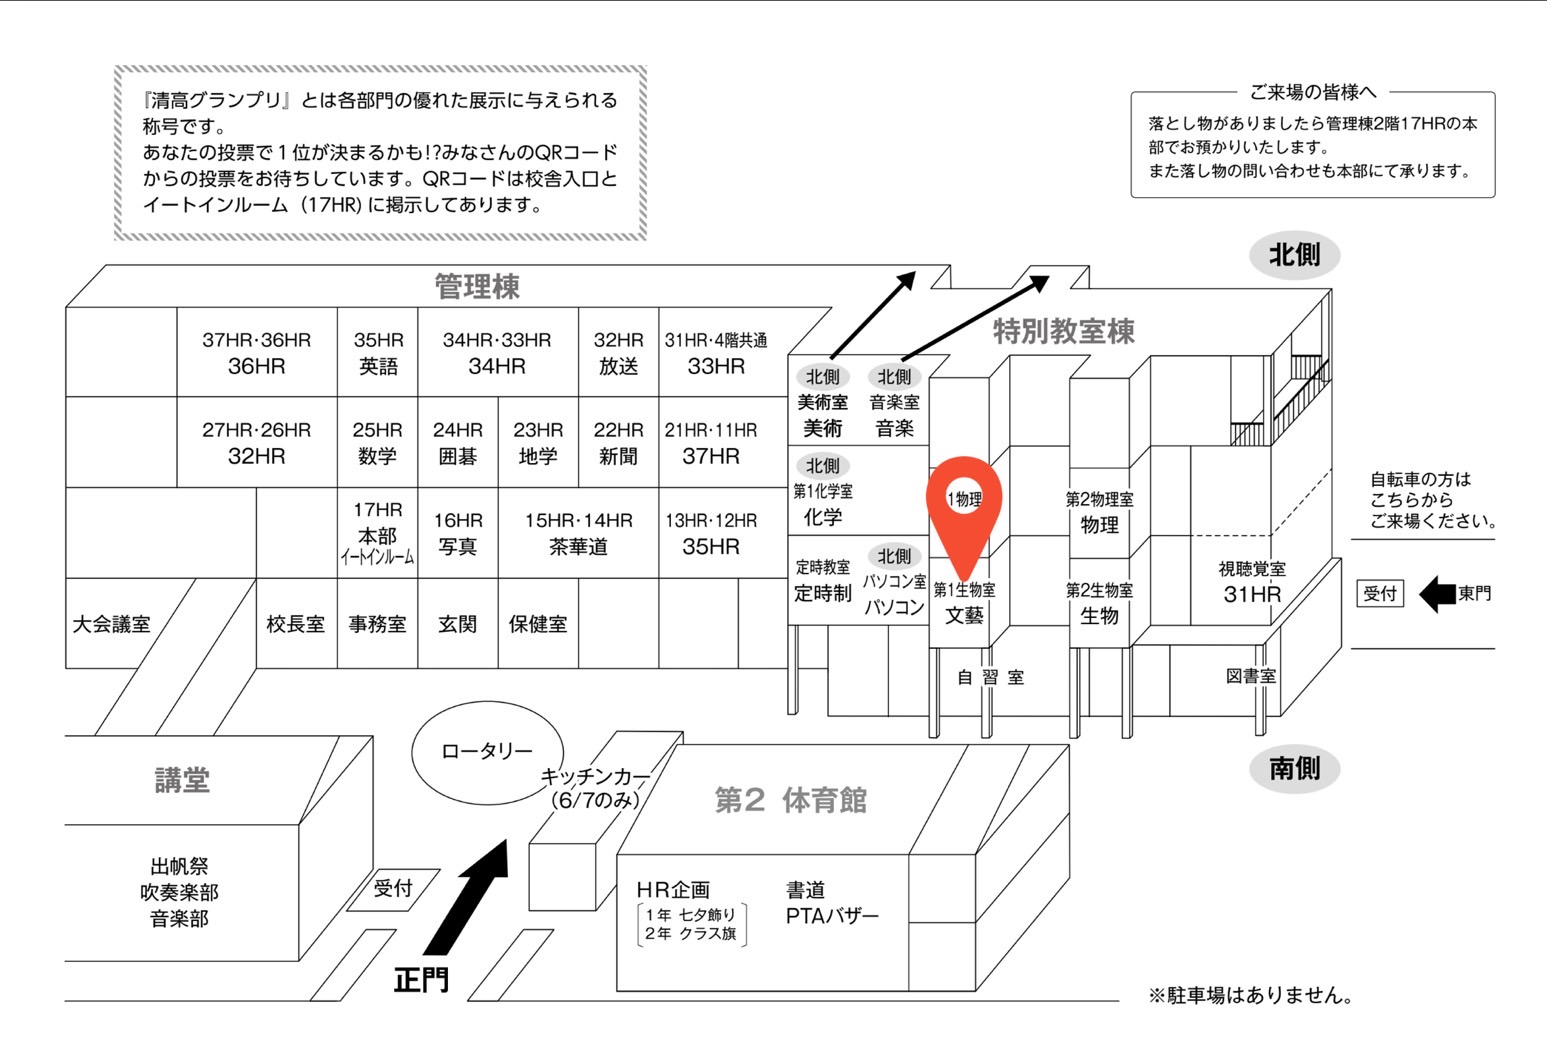 『清高グランプリ』とは各部門の優れた展示に与えられる
称号です。
あなたの投票で1位が決まるかも!?みなさんのQRコード
からの投票をお待ちしています。QRコードは校舎入口と
イートインルーム（17HR)に掲示してあります。
ご来場の皆様へ
落とし物がありましたら管理棟2階17HRの本
部でお預かりいたします。
また落し物の問い合わせも本部にて承ります。
北側
管理棟
特別教室棟
37HR·36HR
36HR
35HR
英語
34HR·33HR
34HR
32HR
放送
31HR·4階共通
33HR
北側
美術室
美術
北側
音楽室
音楽
27HR·26HR
32HR
25HR
数学
24HR
囲碁
23HR
地学
22HR
新聞
21HR·11HR
37HR
北側
第1化学室
化学
1物理
第2物理室
物理
自転車の方は
こちらから
ご来場ください。
17HR
本部
イートインルーム
16HR
写真
15HR·14HR
茶華道
13HR·12HR
35HR
定時教室
定時制
北側
パソコン室
パソコン
第1生物室
文藝
第2生物室
生物
視聴覚室
31HR
受付
東門
大会議室
校長室
事務室
玄関
保健室
自習室
図書室
南側
講堂
ロータリー
キッチンカー
(6/7のみ)
第2 体育館
出帆祭
吹奏楽部
音楽部
受付
HR企画
1年 七夕飾り
2年 クラス旗
書道
PTAバザー
正門
※駐車場はありません。